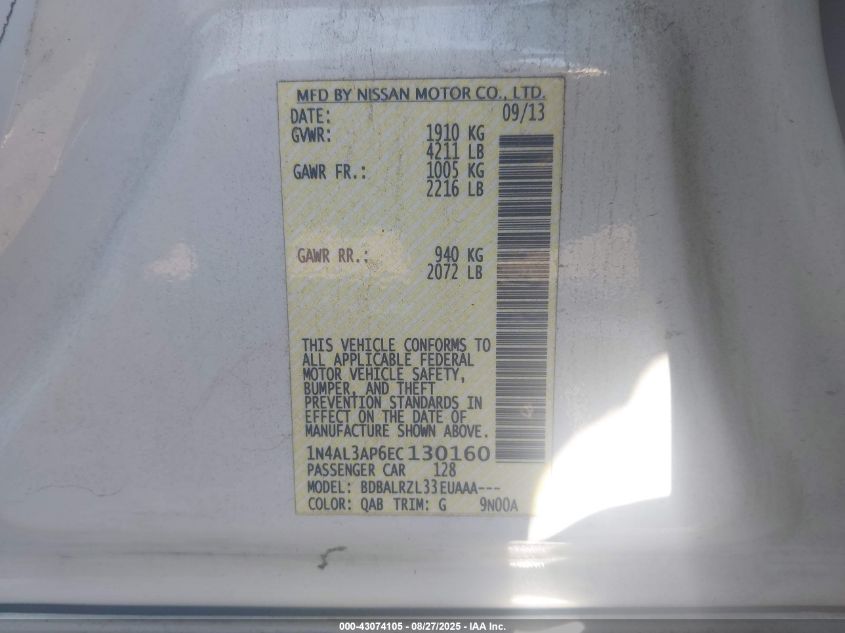 MFD BY NISSAN MOTOR CO., LTD.
DATE: 09/13
GVWR: 1910 KG
4211 LB
GAWR FR.: 1005 KG
2216 LB
GAWR RR.: 940 KG
2072 LB
THIS VEHICLE CONFORMS TO
ALL APPLICABLE FEDERAL
MOTOR VEHICLE SAFETY,
BUMPER, AND THEFT
PREVENTION STANDARDS IN
EFFECT ON THE DATE OF
MANUFACTURE SHOWN ABOVE.
1N4AL3AP6EC130160
PASSENGER CAR 128
MODEL: BDBALRZL33EUAAA---
COLOR: QAB TRIM: G 9N00A
000-43074105 - 08/27/2025 - IAA Inc.